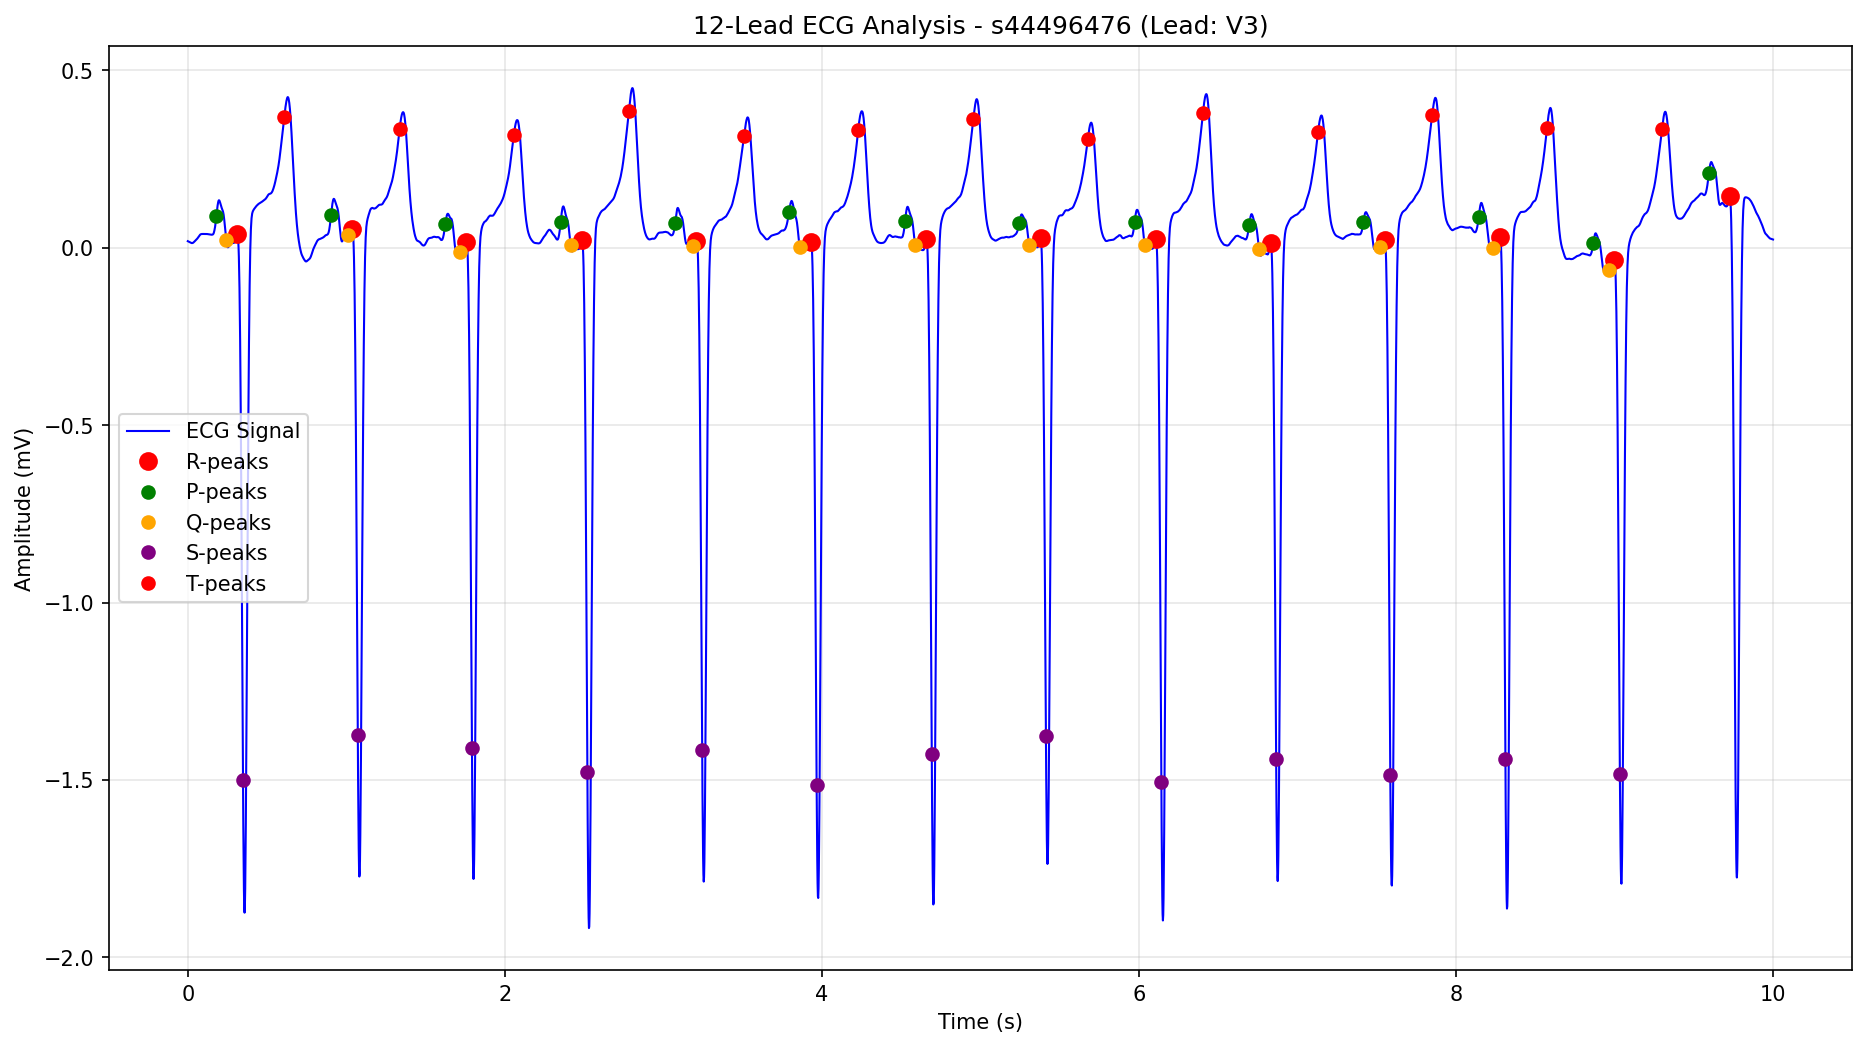 12-Lead ECG Analysis - s44496476 (Lead: V3)
Amplitude (mV)
0.5
0.0
−0.5
−1.0
−1.5
−2.0
ECG Signal
R-peaks
P-peaks
Q-peaks
S-peaks
T-peaks
0 2 4 6 8 10
Time (s)